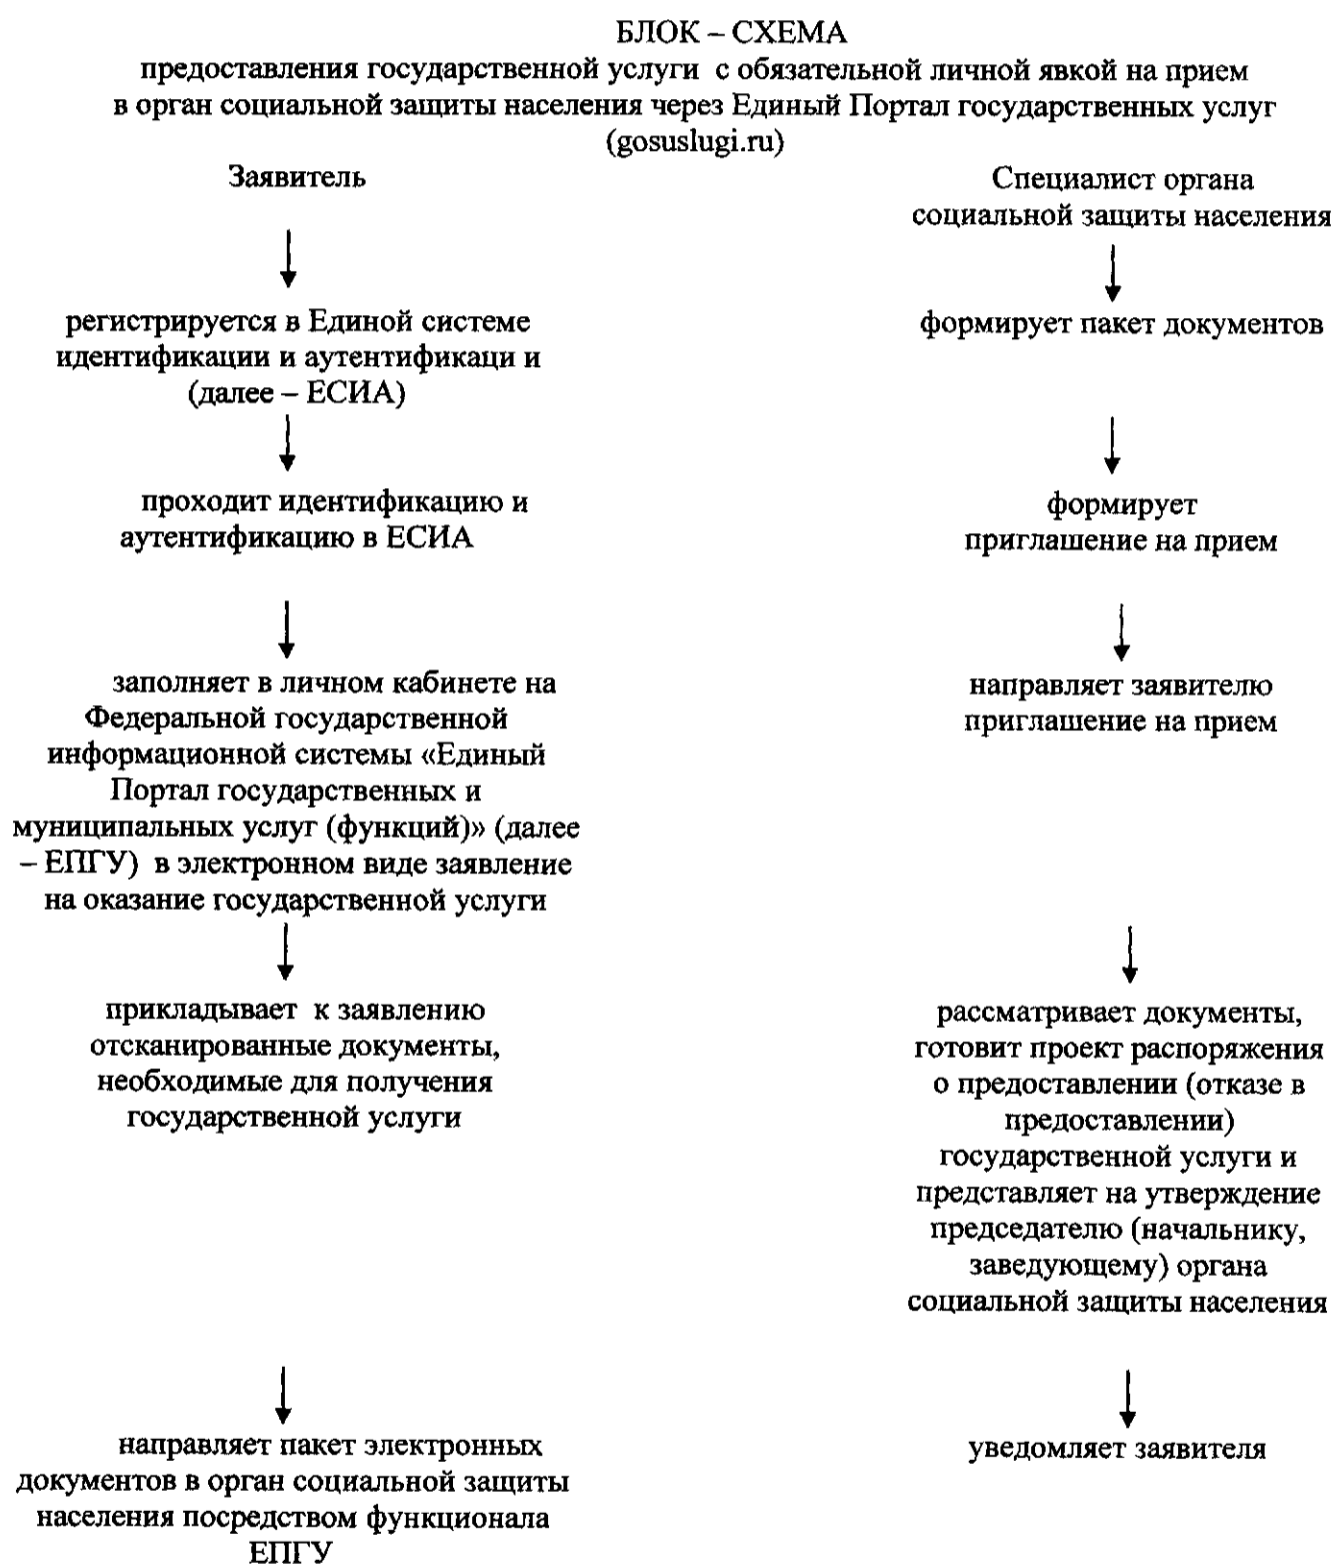 БЛОК – СХЕМА
предоставления государственной услуги с обязательной личной явкой на прием
в орган социальной защиты населения через Единый Портал государственных услуг
(gosuslugi.ru)
Заявитель
регистрируется в Единой системе
идентификации и аутентификаци и
(далее – ЕСИА)
проходит идентификацию и
аутентификацию в ЕСИА
заполняет в личном кабинете на
Федеральной государственной
информационной системы «Единый
Портал государственных и
муниципальных услуг (функций)» (далее
– ЕПГУ) в электронном виде заявление
на оказание государственной услуги
прикладывает к заявлению
отсканированные документы,
необходимые для получения
государственной услуги
направляет пакет электронных
документов в орган социальной защиты
населения посредством функционала
ЕПГУ
Специалист органа
социальной защиты населения
формирует пакет документов
формирует
приглашение на прием
направляет заявителю
приглашение на прием
рассматривает документы,
готовит проект распоряжения
о предоставлении (отказе в
предоставлении)
государственной услуги и
представляет на утверждение
председателю (начальнику,
заведующему) органа
социальной защиты населения
уведомляет заявителя